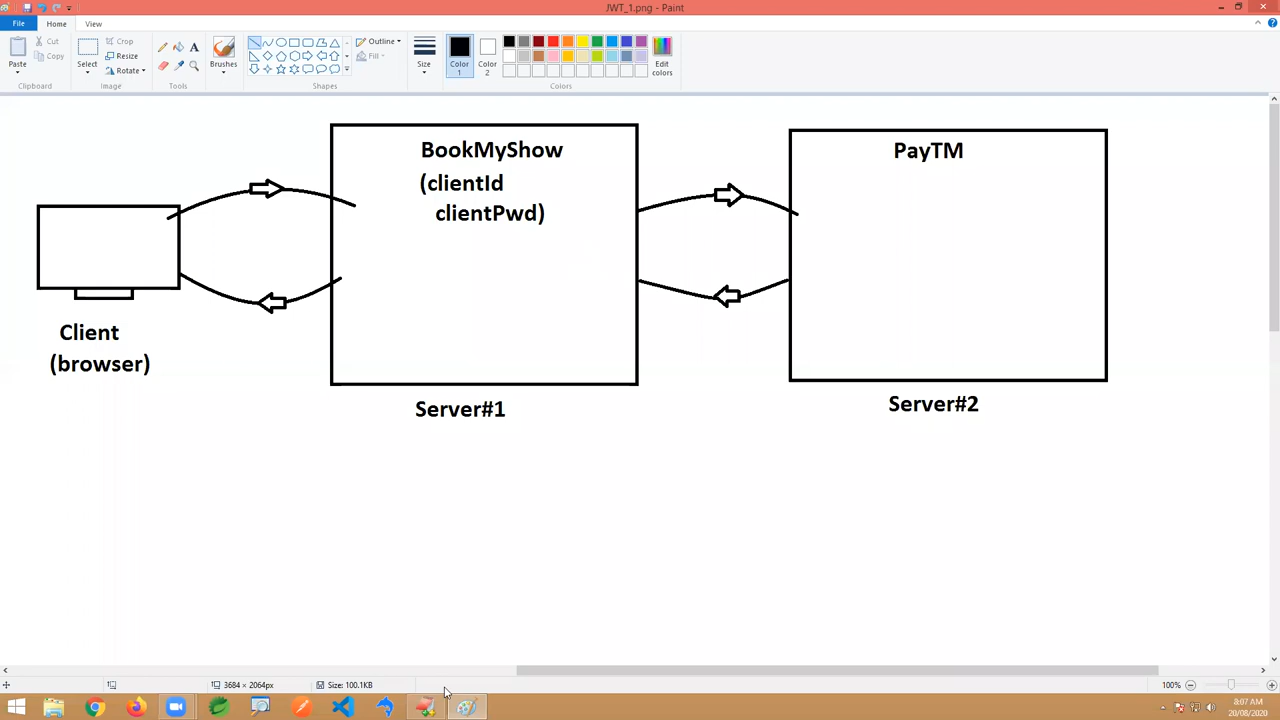 JWT_1.png - Paint
File
Home
View
Paste
Cut
Copy
Clipboard
Select
Crop
Resize
Rotate
Image
A
Tools
Brushes
Outline
Fill
Shapes
Size
Color 1
Color 2
Edit colors
Colors
BookMyShow
(clientId
clientPwd)
PayTM
Client
(browser)
Server#1
Server#2
3684 × 2064px
Size: 100.1KB
100%
8:07 AM
20/08/2020